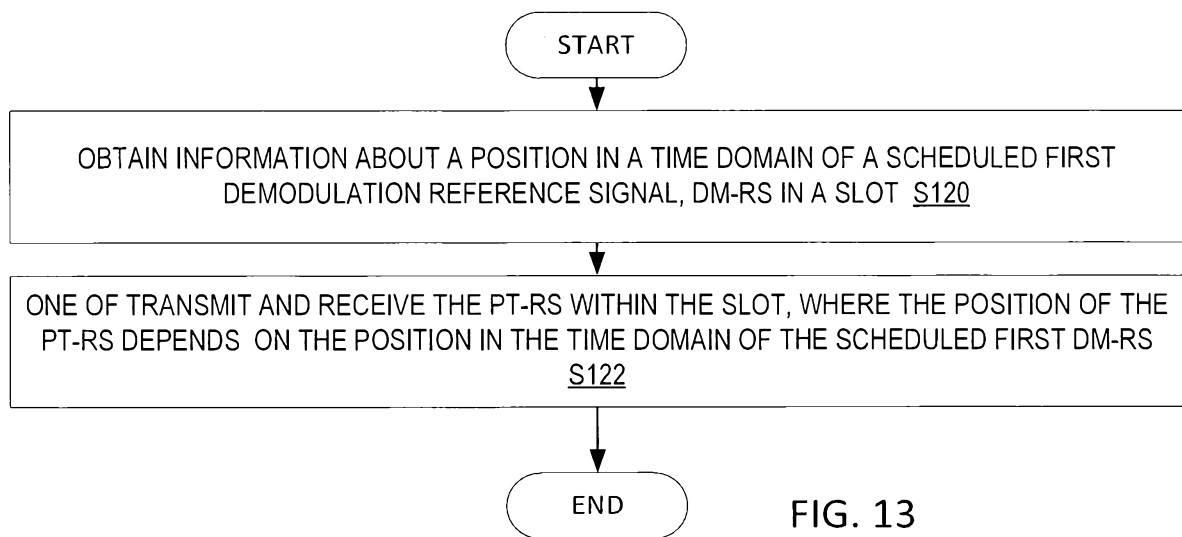 START
OBTAIN INFORMATION ABOUT A POSITION IN A TIME DOMAIN OF A SCHEDULED FIRST
DEMODULATION REFERENCE SIGNAL, DM-RS IN A SLOT S120
ONE OF TRANSMIT AND RECEIVE THE PT-RS WITHIN THE SLOT, WHERE THE POSITION OF THE
PT-RS DEPENDS ON THE POSITION IN THE TIME DOMAIN OF THE SCHEDULED FIRST DM-RS
S122
END
FIG. 13